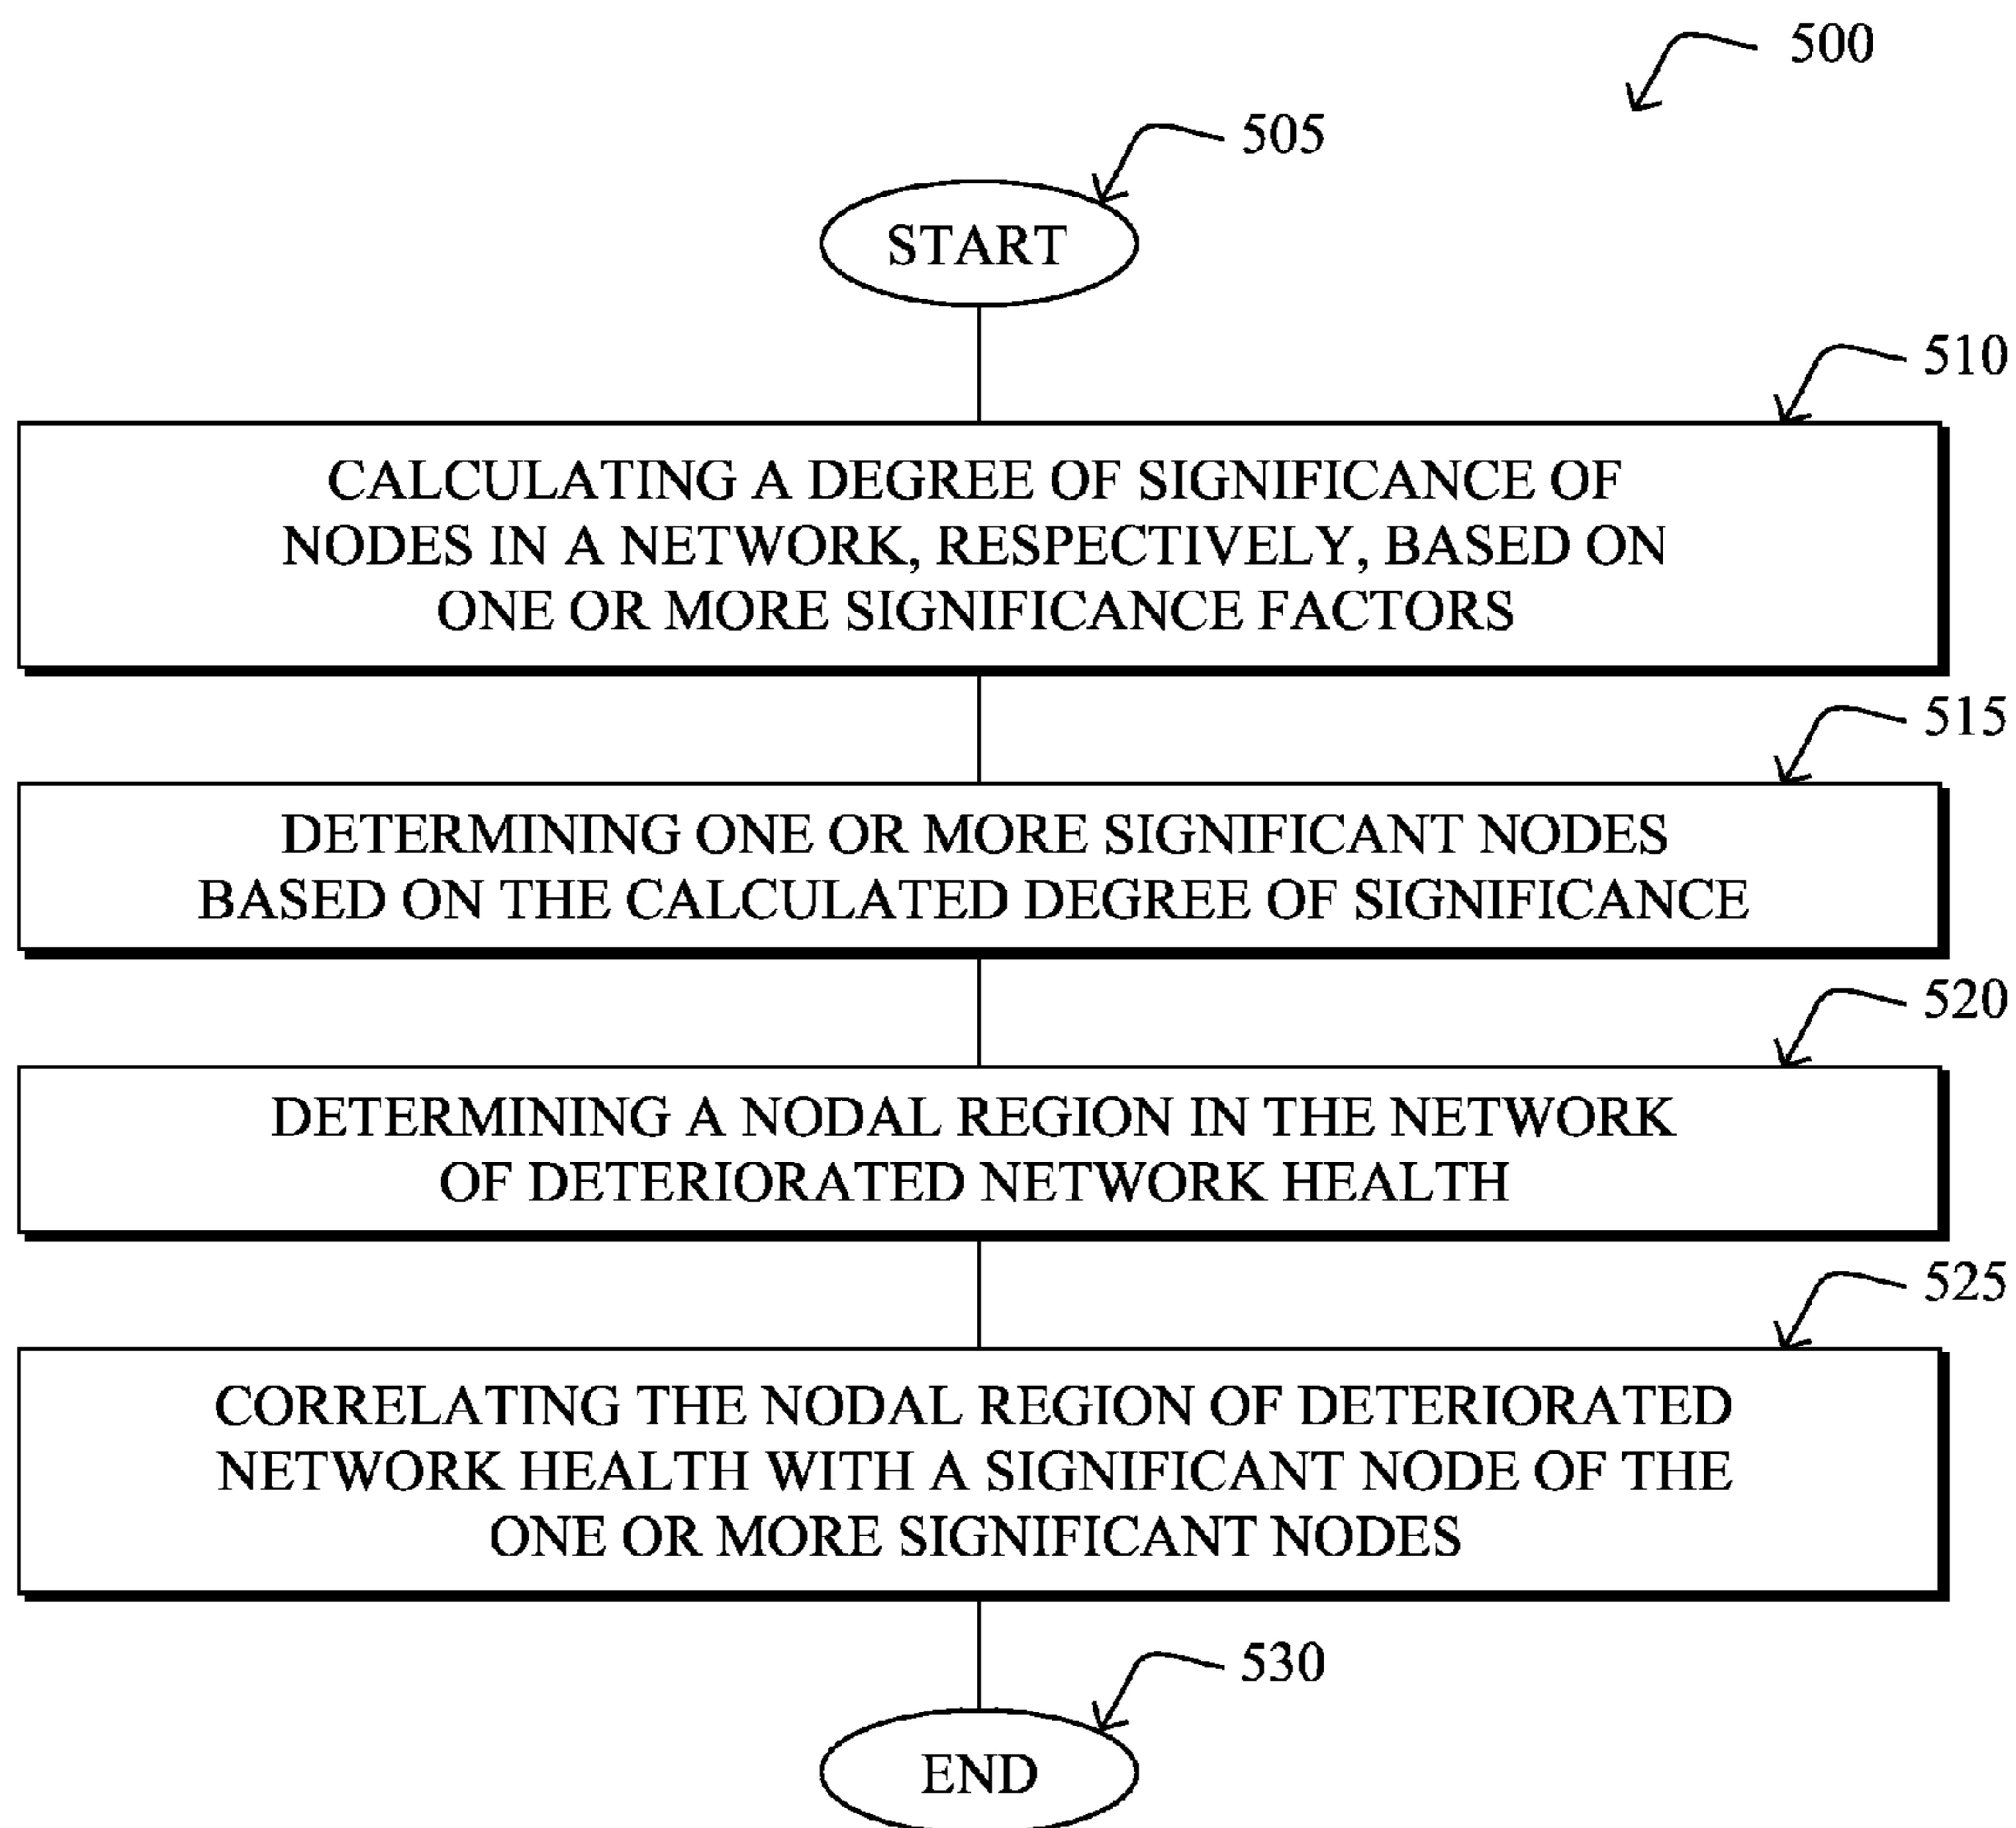 500
505
START
510
CALCULATING A DEGREE OF SIGNIFICANCE OF
NODES IN A NETWORK, RESPECTIVELY, BASED ON
ONE OR MORE SIGNIFICANCE FACTORS
515
DETERMINING ONE OR MORE SIGNIFICANT NODES
BASED ON THE CALCULATED DEGREE OF SIGNIFICANCE
520
DETERMINING A NODAL REGION IN THE NETWORK
OF DETERIORATED NETWORK HEALTH
525
CORRELATING THE NODAL REGION OF DETERIORATED
NETWORK HEALTH WITH A SIGNIFICANT NODE OF THE
ONE OR MORE SIGNIFICANT NODES
530
END